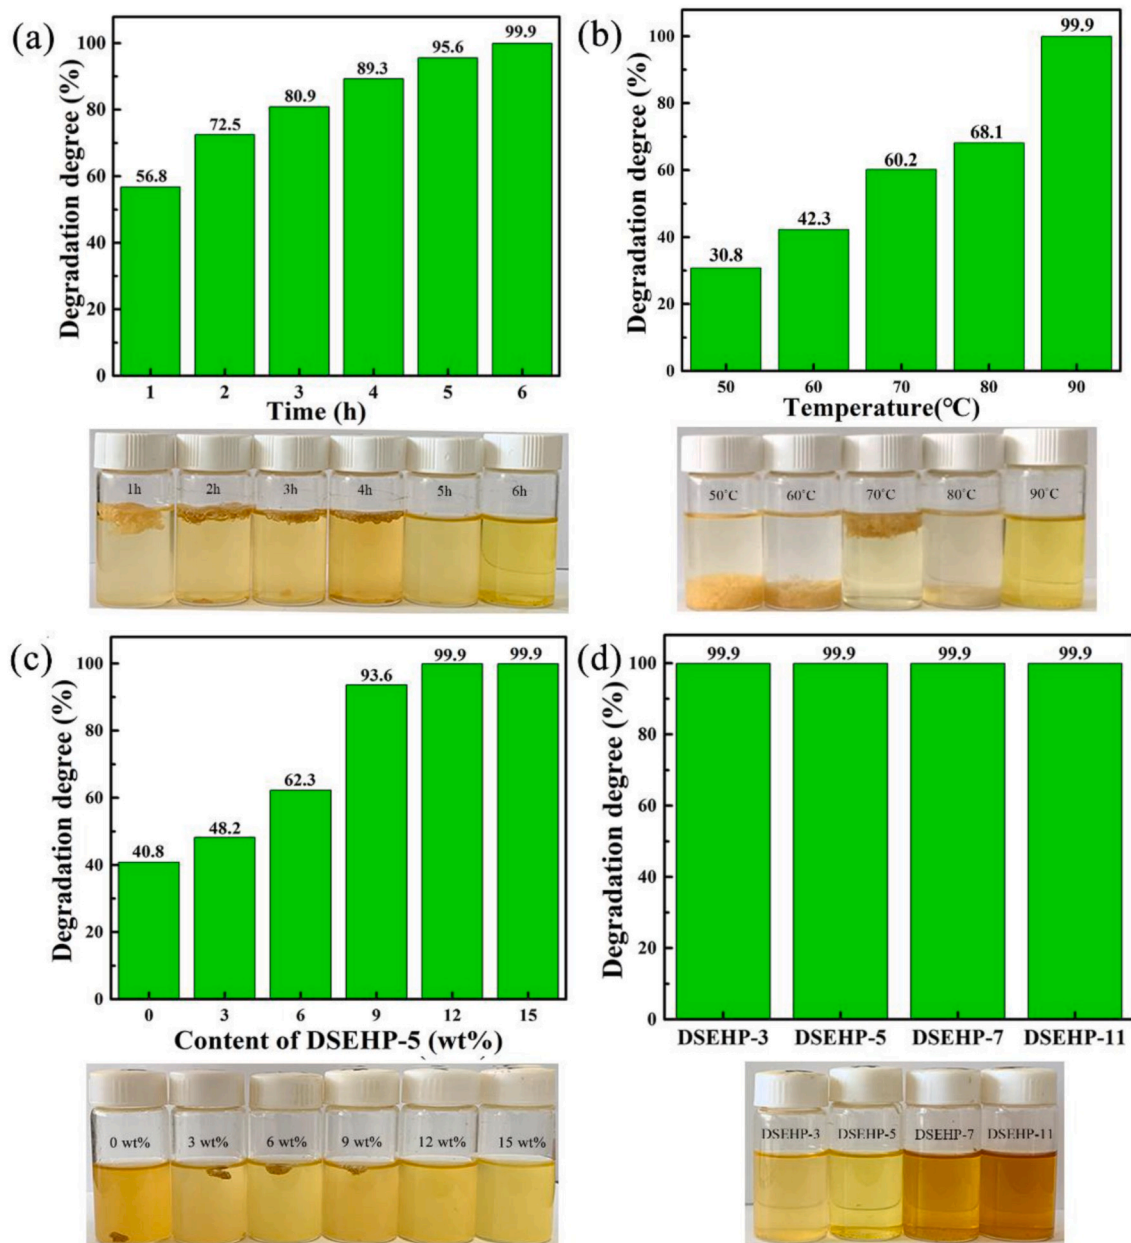 (a)
Degradation degree (%)
100
80
60
40
20
0
56.8
72.5
80.9
89.3
95.6
99.9
1 2 3 4 5 6
Time (h)
1h 2h 3h 4h 5h 6h
(b)
Degradation degree (%)
100
80
60
40
20
0
30.8
42.3
60.2
68.1
99.9
50 60 70 80 90
Temperature(°C)
50°C 60°C 70°C 80°C 90°C
(c)
Degradation degree (%)
100
80
60
40
20
0
40.8
48.2
62.3
93.6
99.9
99.9
0 3 6 9 12 15
Content of DSEHP-5 (wt%)
0 wt% 3 wt% 6 wt% 9 wt% 12 wt% 15 wt%
(d)
Degradation degree (%)
100
80
60
40
20
0
99.9 99.9 99.9 99.9
DSEHP-3 DSEHP-5 DSEHP-7 DSEHP-11
DSEHP-3 DSEHP-5 DSEHP-7 DSEHP-11